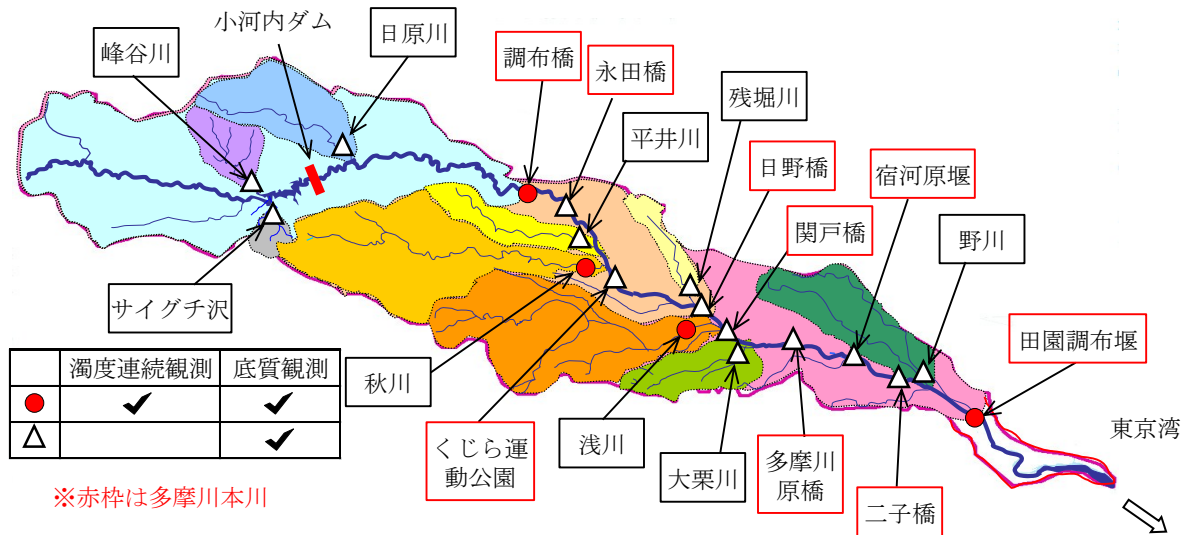 小河内ダム
日原川
峰谷川
調布橋
永田橋
残堀川
平井川
日野橋
宿河原堰
関戸橋
野川
サイグチ沢
田園調布堰
濁度連続観測 底質観測
✔ ✔
✔
秋川
くじら運
動公園
浅川
大栗川
多摩川
原橋
二子橋
東京湾
※赤枠は多摩川本川